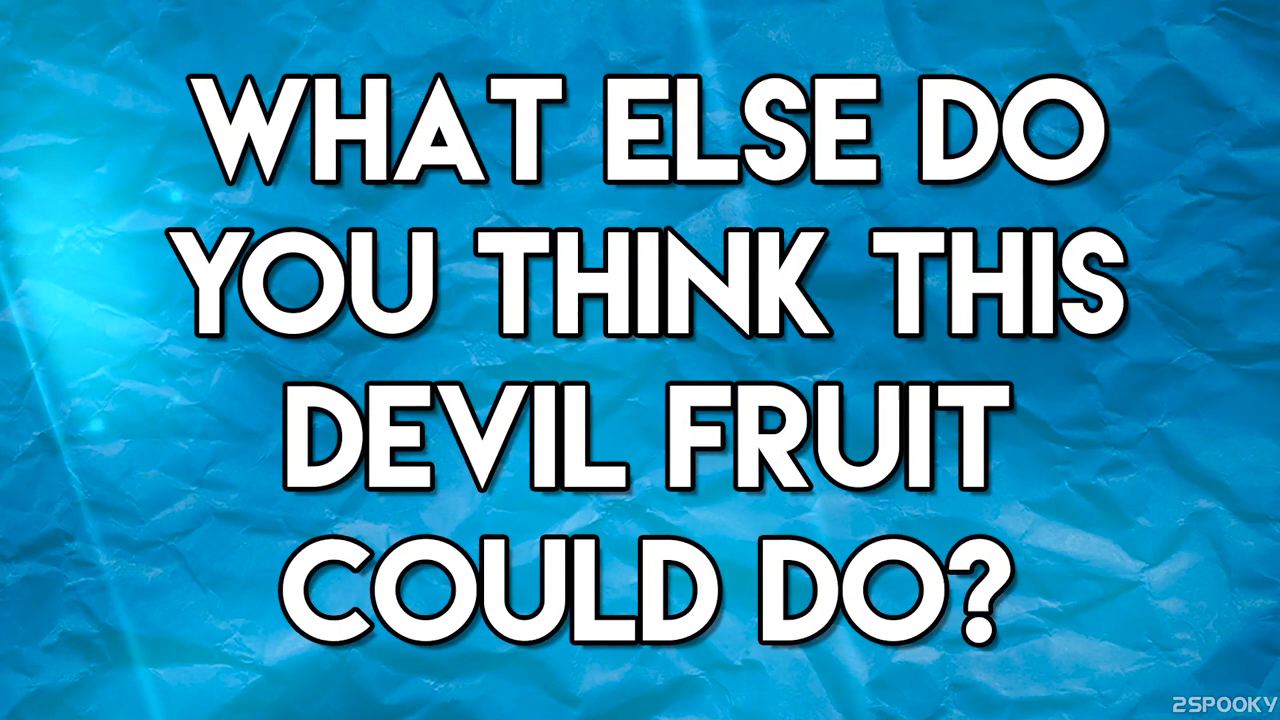 WHAT ELSE DO
YOU THINK THIS
DEVIL FRUIT
COULD DO?
2SPOOKY